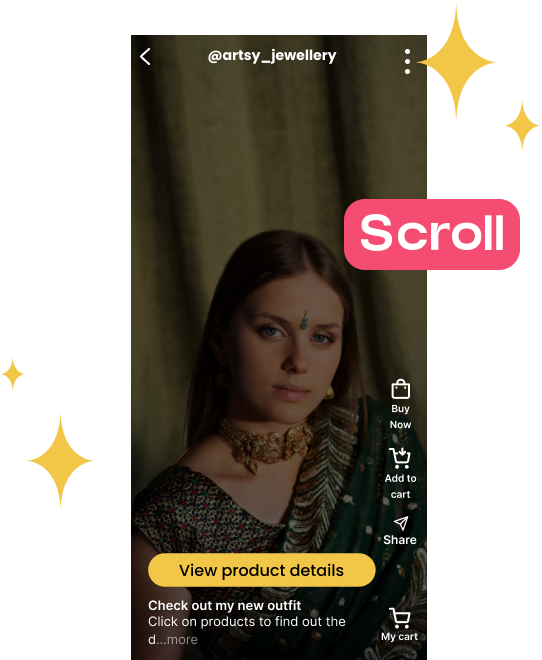 @artsy_jewellery
Scroll
Buy
Now
Add to
cart
Share
View product details
Check out my new outfit
Click on products to find out the
d...more
My cart